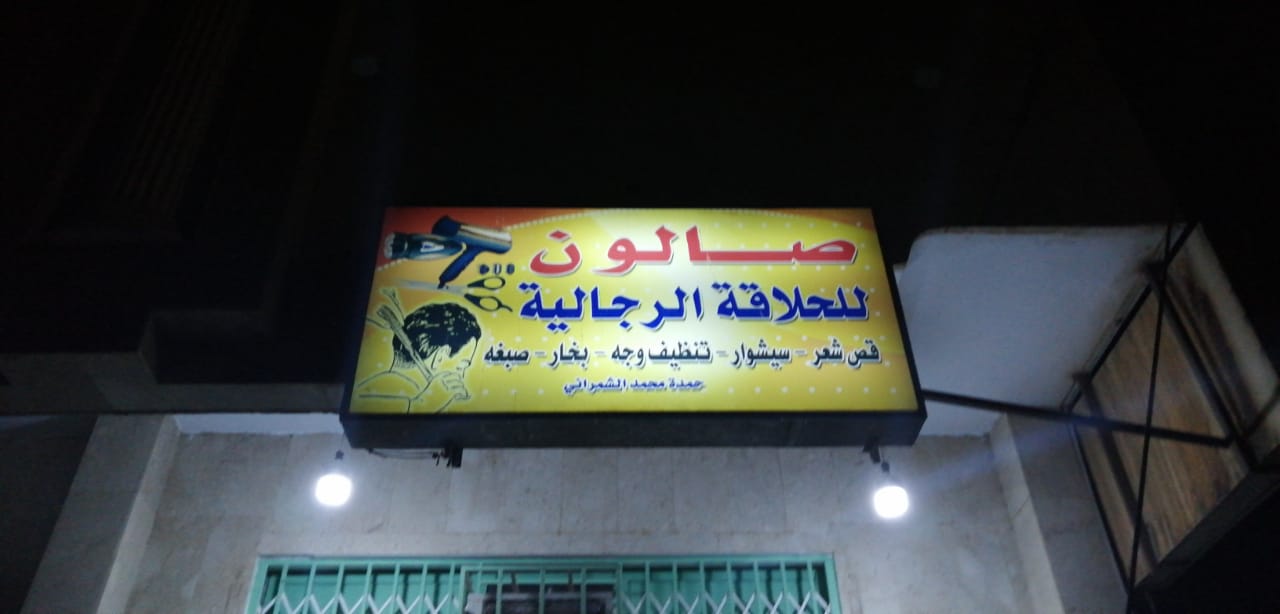 صالون
للحلاقة الرجالية
قص شعر - سيشوار - تنظيف وجه - بخار - صبغه
حمدة محمد الشمراني